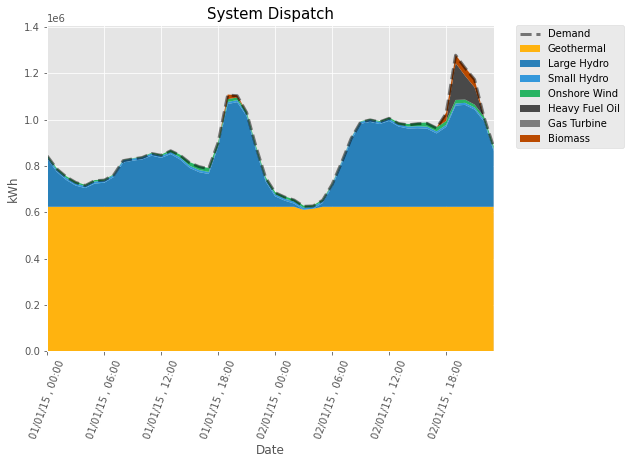 System Dispatch
1e6
1.4
1.2
1.0
0.8
0.6
0.4
0.2
0.0
kWh
01/01/15 , 00:00
01/01/15 , 06:00
01/01/15 , 12:00
01/01/15 , 18:00
02/01/15 , 00:00
02/01/15 , 06:00
02/01/15 , 12:00
02/01/15 , 18:00
Date
Demand
Geothermal
Large Hydro
Small Hydro
Onshore Wind
Heavy Fuel Oil
Gas Turbine
Biomass